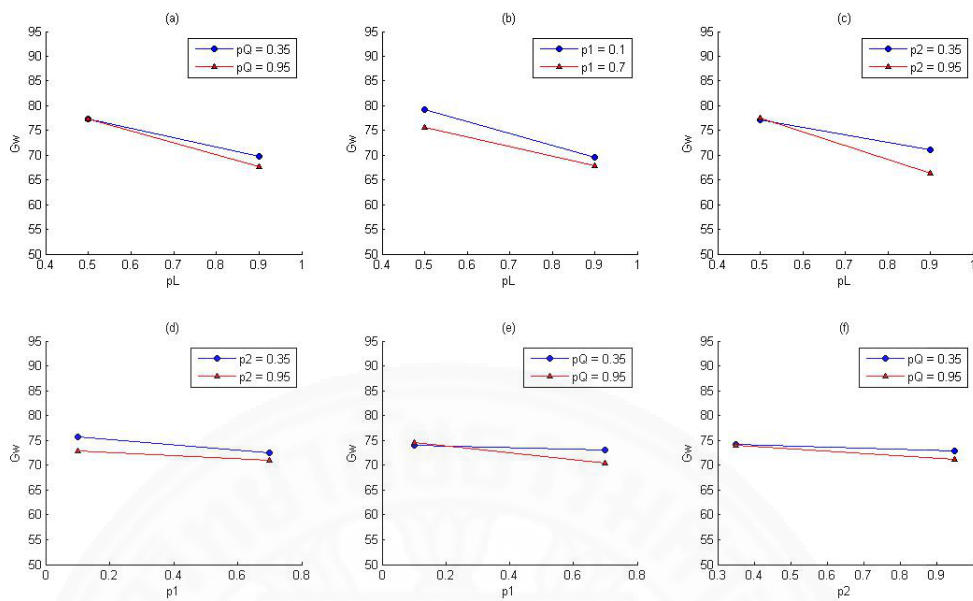 (a)
95
90
85
80
75
70
65
60
55
50
Gw
pQ = 0.35
pQ = 0.95
0.4 0.5 0.6 0.7 0.8 0.9 1
pL
(b)
95
90
85
80
75
70
65
60
55
50
Gw
p1 = 0.1
p1 = 0.7
0.4 0.5 0.6 0.7 0.8 0.9 1
pL
(c)
95
90
85
80
75
70
65
60
55
50
Gw
p2 = 0.35
p2 = 0.95
0.4 0.5 0.6 0.7 0.8 0.9 1
pL
(d)
95
90
85
80
75
70
65
60
55
50
Gw
p2 = 0.35
p2 = 0.95
0 0.2 0.4 0.6 0.8
p1
(e)
95
90
85
80
75
70
65
60
55
50
Gw
pQ = 0.35
pQ = 0.95
0 0.2 0.4 0.6 0.8
p1
(f)
95
90
85
80
75
70
65
60
55
50
Gw
pQ = 0.35
pQ = 0.95
0.3 0.4 0.5 0.6 0.7 0.8 0.9
p2